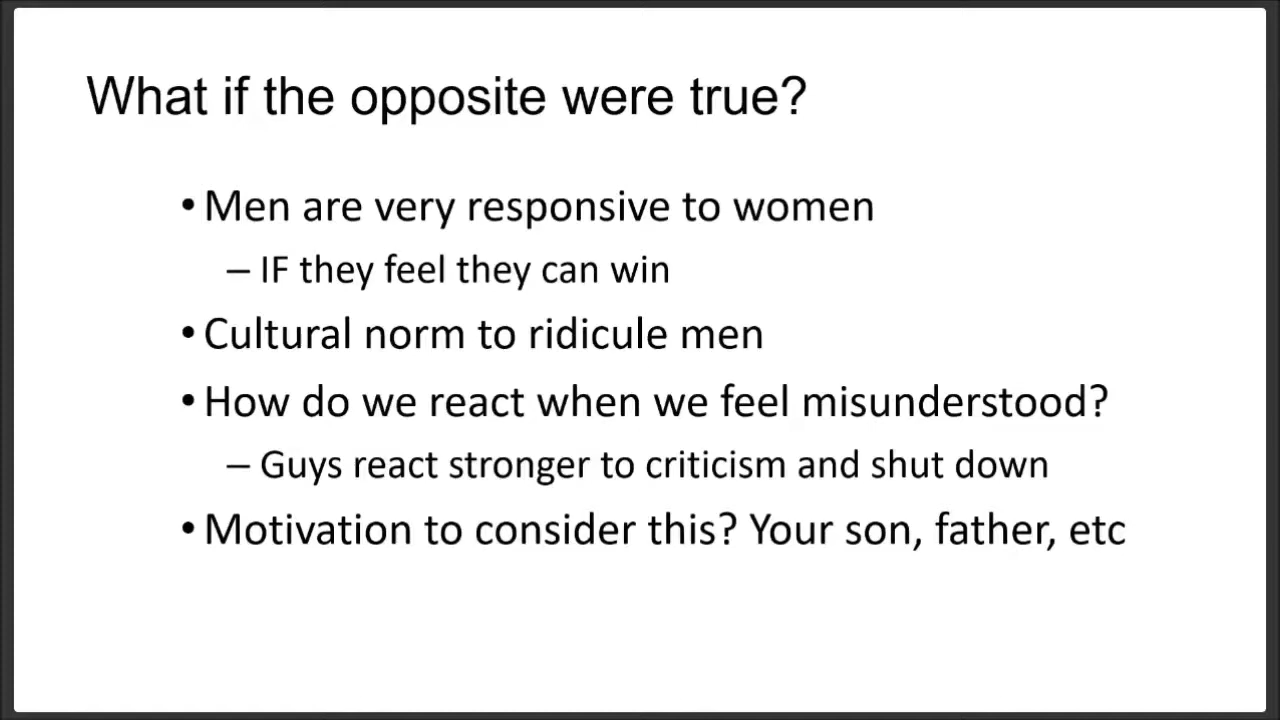 What if the opposite were true?
• Men are very responsive to women
– IF they feel they can win
• Cultural norm to ridicule men
• How do we react when we feel misunderstood?
– Guys react stronger to criticism and shut down
• Motivation to consider this? Your son, father, etc